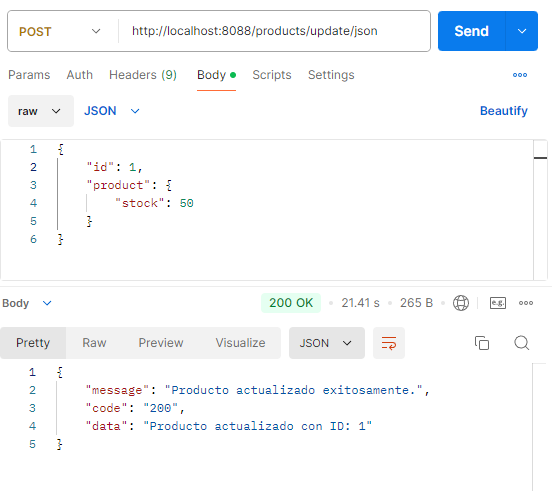 POST http://localhost:8088/products/update/json Send
Params Auth Headers (9) Body Scripts Settings
raw JSON Beautify
1 {
2 "id": 1,
3 "product": {
4 "stock": 50
5 }
6 }
Body 200 OK 21.41 s 265 B e.g.
Pretty Raw Preview Visualize JSON
1 {
2 "message": "Producto actualizado exitosamente.",
3 "code": "200",
4 "data": "Producto actualizado con ID: 1"
5 }